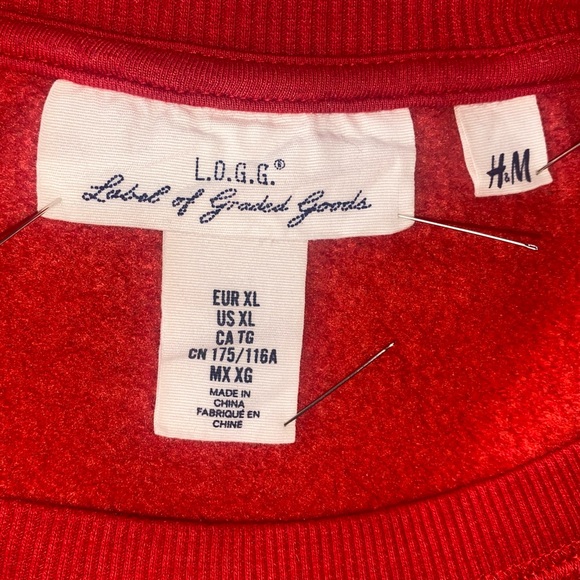 L.O.G.G.®
Label of Graded Goods
H&M
EUR XL
US XL
CA TG
CN 175/116A
MX XG
MADE IN
CHINA
FABRIQUÉ EN
CHINE